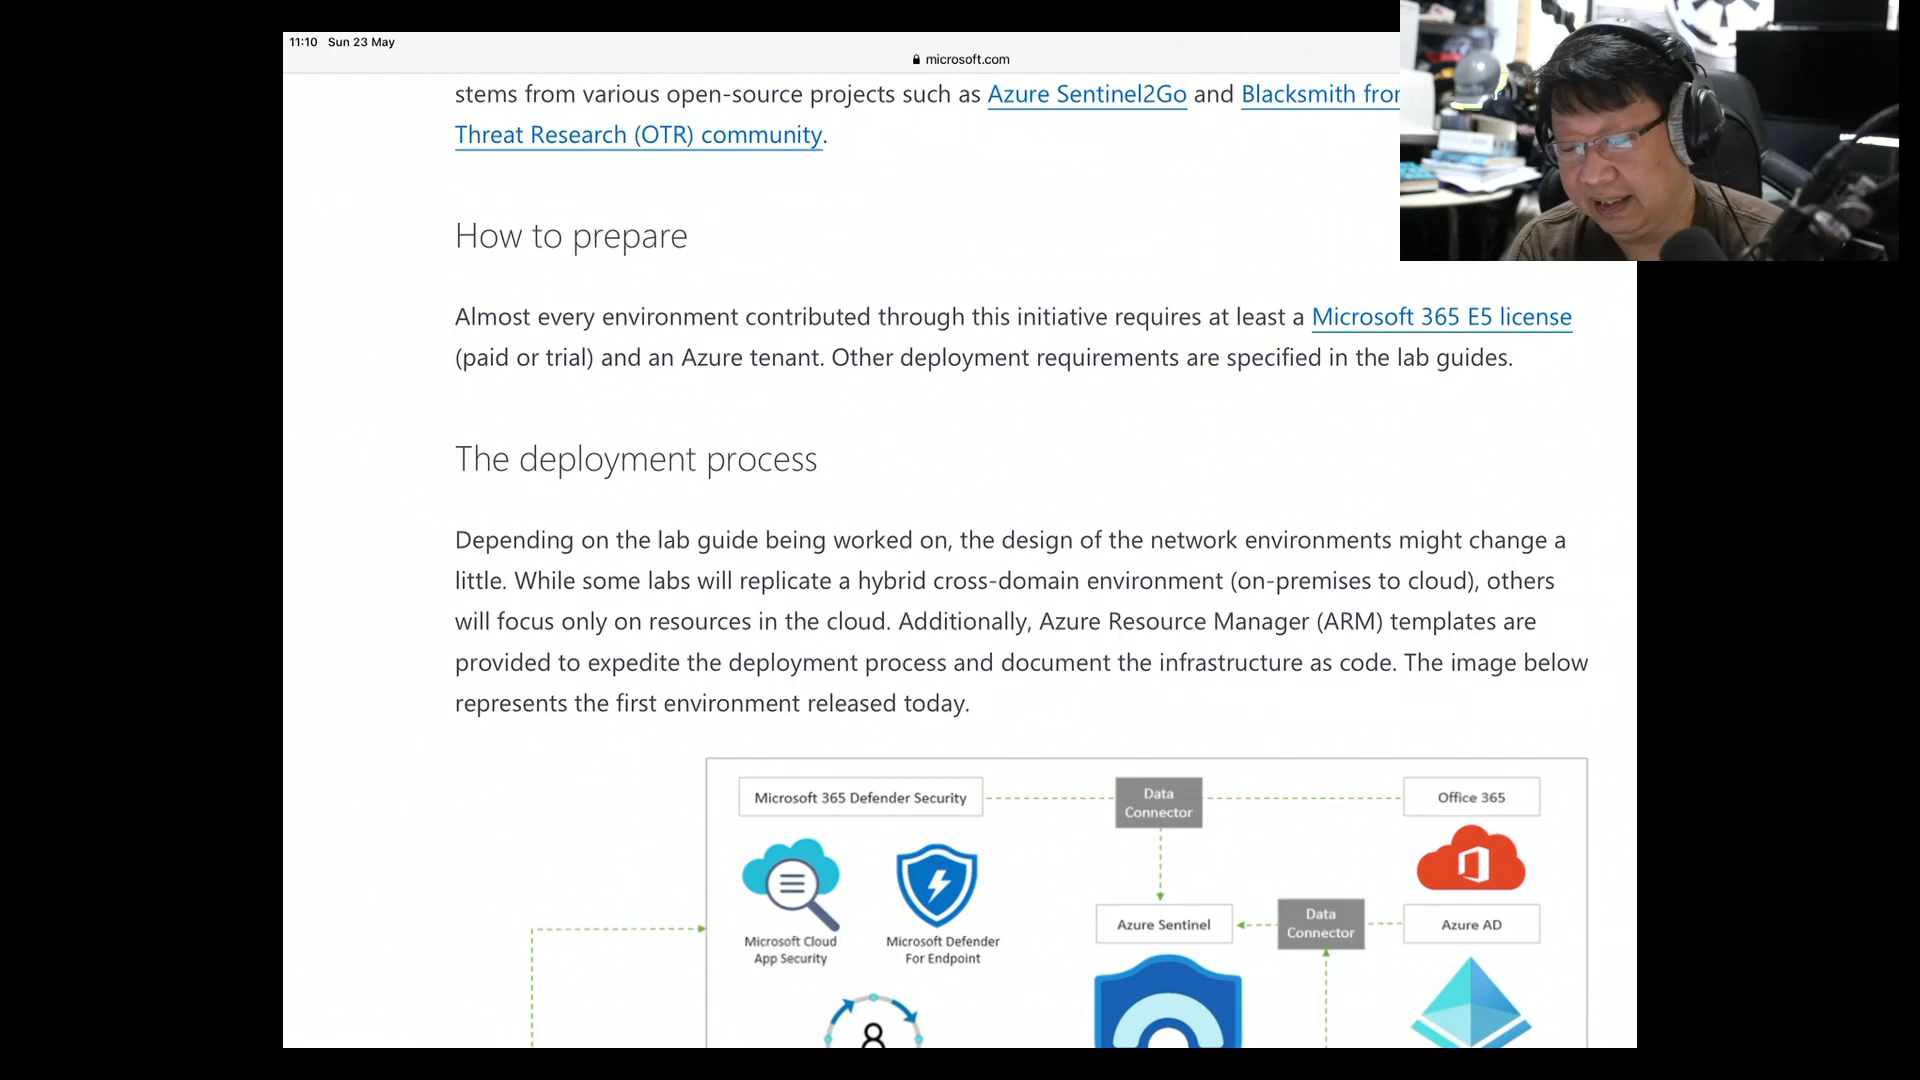 11:10 Sun 23 May
microsoft.com
stems from various open-source projects such as Azure Sentinel2Go and Blacksmith
Threat Research (OTR) community.
How to prepare
Almost every environment contributed through this initiative requires at least a Microsoft 365 E5 license
(paid or trial) and an Azure tenant. Other deployment requirements are specified in the lab guides.
The deployment process
Depending on the lab guide being worked on, the design of the network environments might change a
little. While some labs will replicate a hybrid cross-domain environment (on-premises to cloud), others
will focus only on resources in the cloud. Additionally, Azure Resource Manager (ARM) templates are
provided to expedite the deployment process and document the infrastructure as code. The image below
represents the first environment released today.
Microsoft 365 Defender Security
Data
Connector
Office 365
Microsoft Cloud
App Security
Microsoft Defender
For Endpoint
Azure Sentinel
Data
Connector
Azure AD